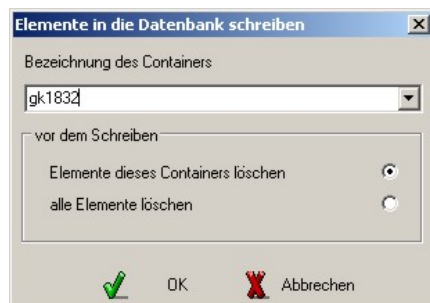 Elemente in die Datenbank schreiben
Bezeichnung des Containers
gk1832
vor dem Schreiben
Elemente dieses Containers löschen
alle Elemente löschen
OK Abbrechen